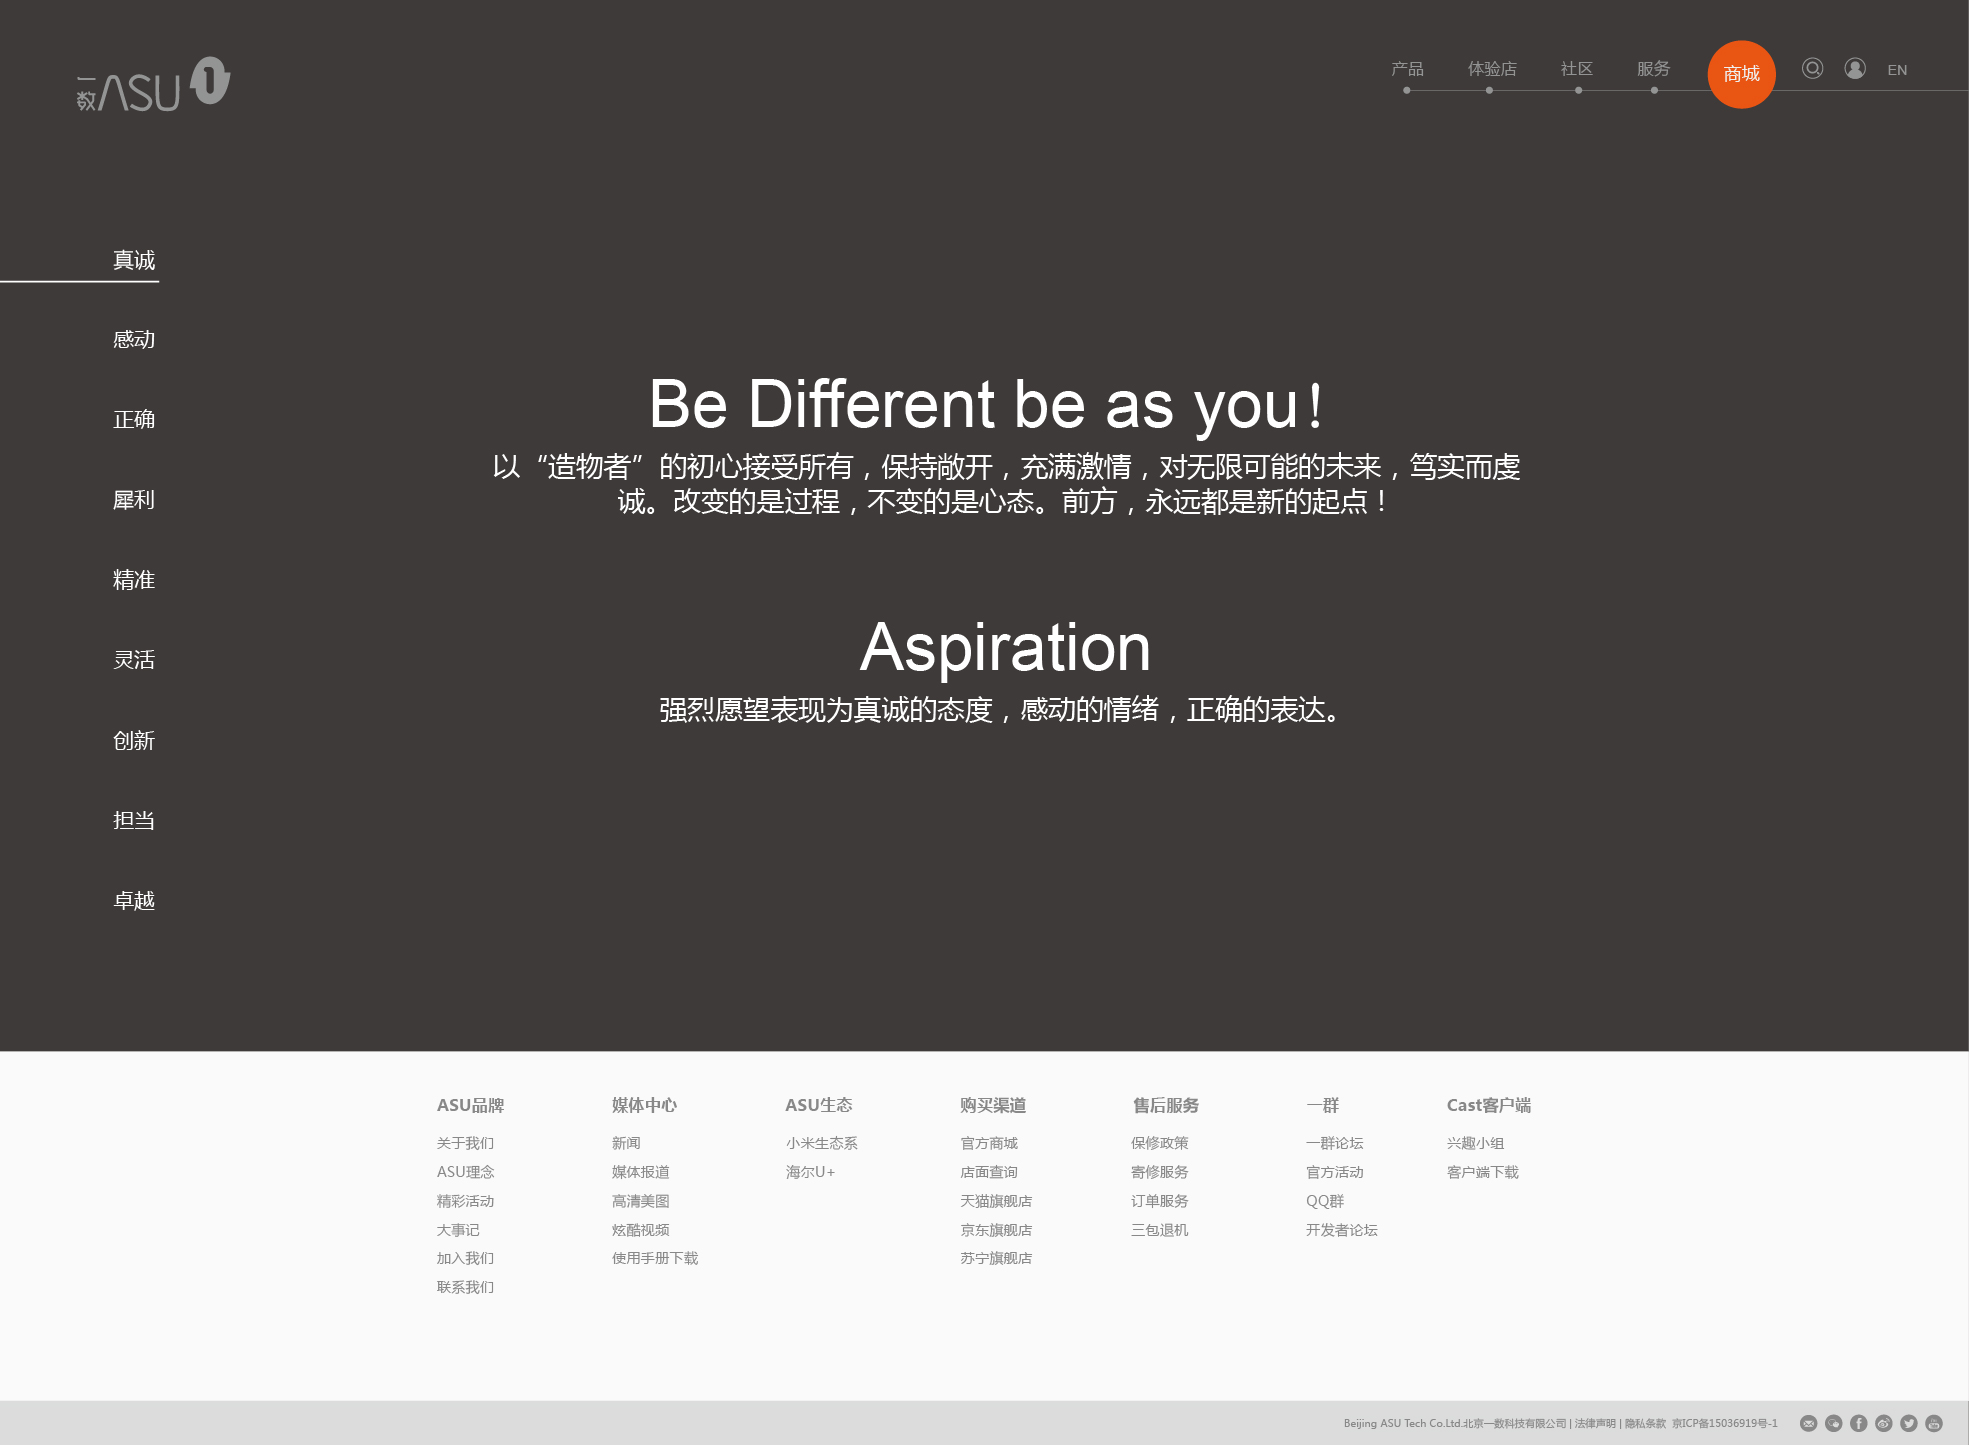 一数 ASU
产品 体验店 社区 服务 商城 EN
真诚
感动
正确
犀利
精准
灵活
创新
担当
卓越
Be Different be as you!
以“造物者”的初心接受所有，保持敞开，充满激情，对无限可能的未来，笃实而虔
诚。改变的是过程，不变的是心态。前方，永远都是新的起点！
Aspiration
强烈愿望表现为真诚的态度，感动的情绪，正确的表达。
ASU品牌
关于我们
ASU理念
精彩活动
大事记
加入我们
联系我们
媒体中心
新闻
媒体报道
高清美图
炫酷视频
使用手册下载
ASU生态
小米生态系
海尔U+
购买渠道
官方商城
店面查询
天猫旗舰店
京东旗舰店
苏宁旗舰店
售后服务
保修政策
寄修服务
订单服务
三包退机
一群
一群论坛
官方活动
QQ群
开发者论坛
Cast客户端
兴趣小组
客户端下载
Beijing ASU Tech Co.Ltd.北京一数科技有限公司 | 法律声明 | 隐私条款 京ICP备15036919号-1